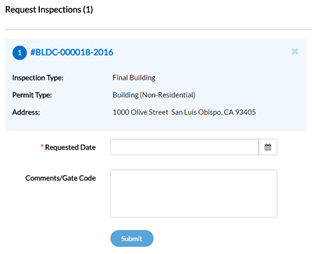 Request Inspections (1)
1 #BLDC-000018-2016
Inspection Type: Final Building
Permit Type: Building (Non-Residential)
Address: 1000 Olive Street San Luis Obispo, CA 93405
* Requested Date
Comments/Gate Code
Submit